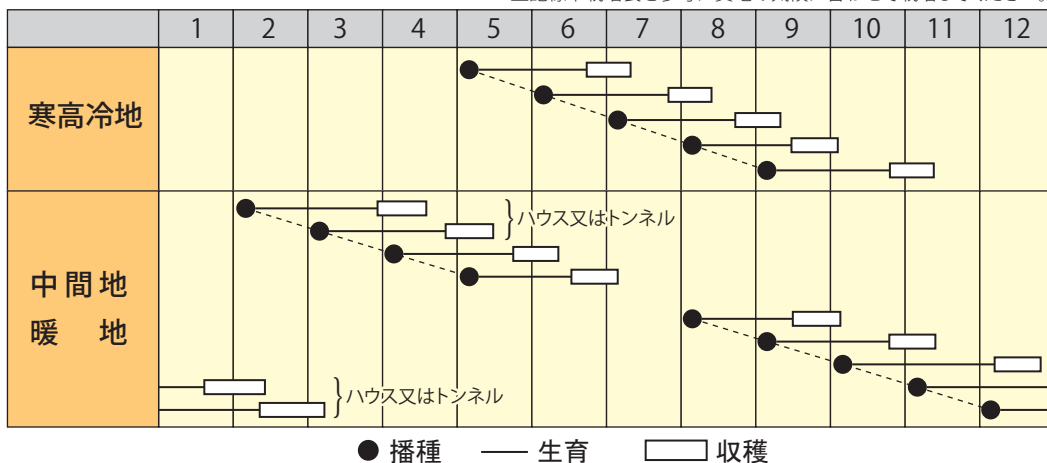 1 2 3 4 5 6 7 8 9 10 11 12
寒高冷地
ハウス又はトンネル
中間地
暖地
ハウス又はトンネル
播種 生育 収穫